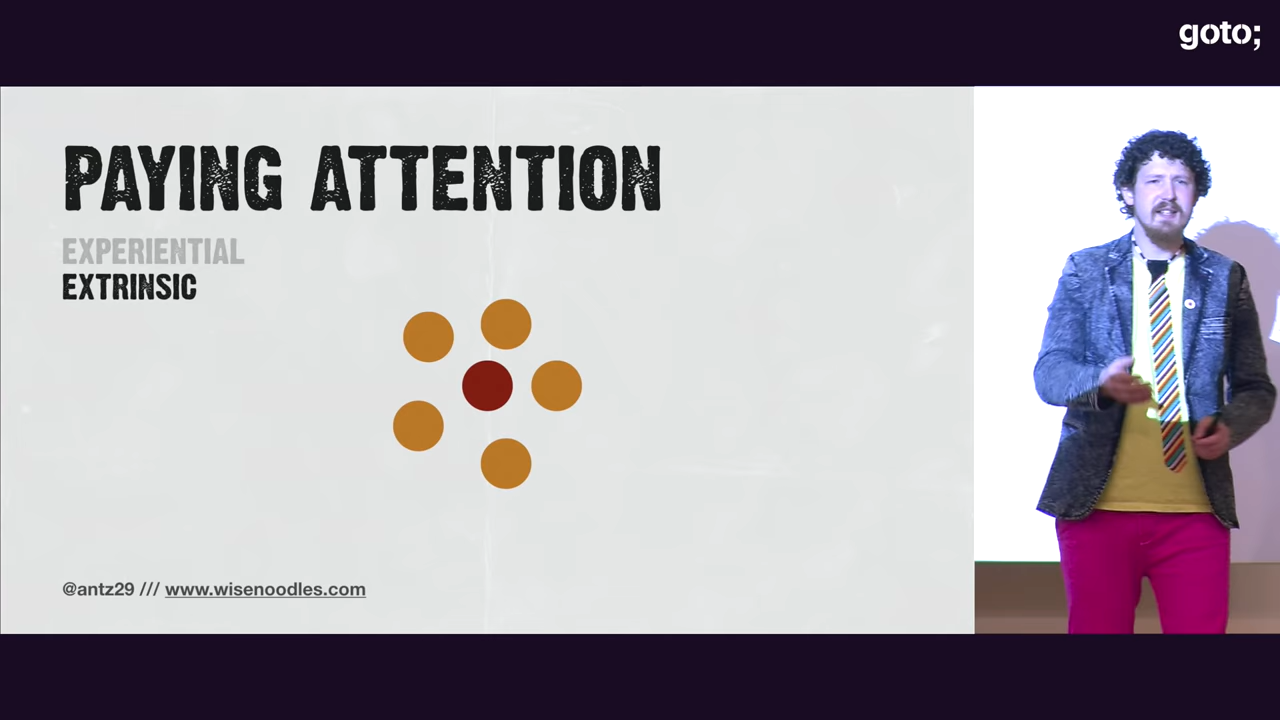 goto;
PAYING ATTENTION
EXPERIENTIAL
EXTRINSIC
@antz29 /// www.wisenoodles.com